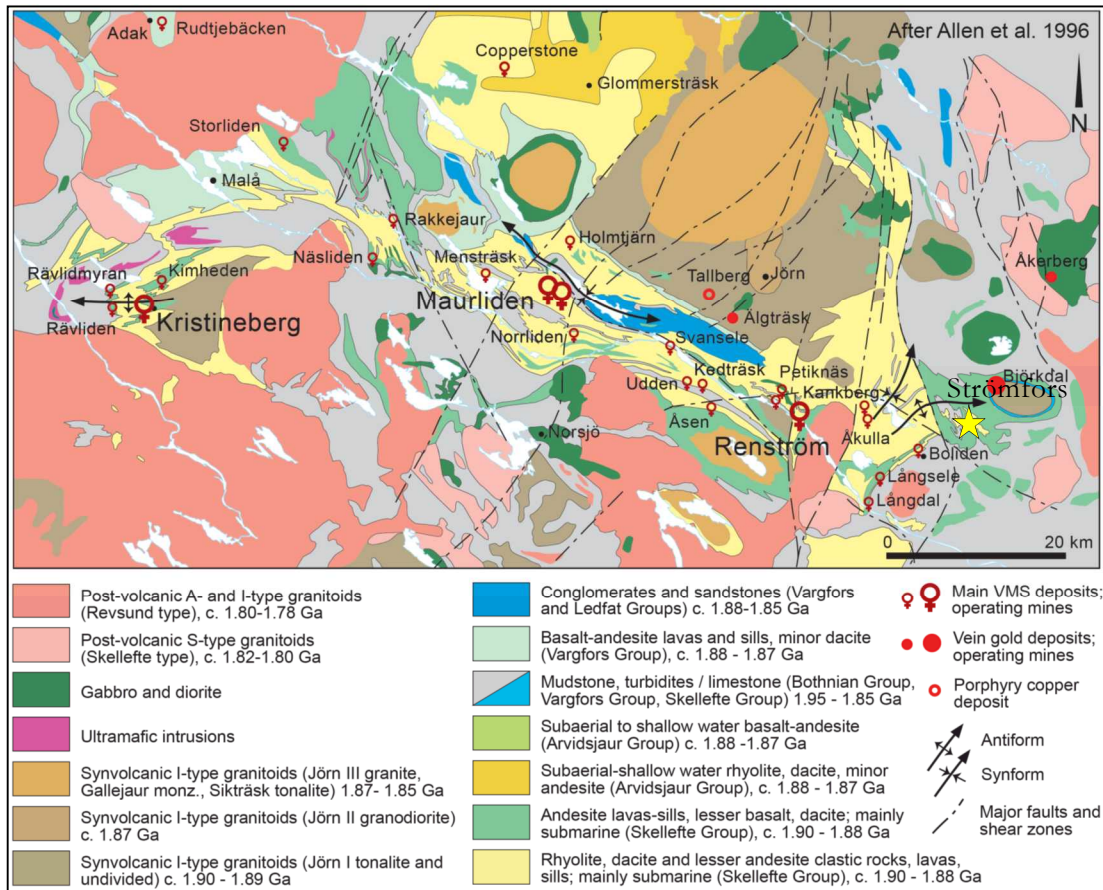 After Allen et al. 1996
N
Adak
Rudtjebäcken
Copperstone
Glommersträsk
Storliden
Malå
Rakkejaur
Holmtjärn
Rävlidmyran
Kimheden
Näsliden
Mensträsk
Tallberg
Jörn
Åkerberg
Maurliden
Rävliden
Kristineberg
Älgträsk
Norrliden
Svansele
Udden
Kedträsk
Petiknäs
Björkdal
Strömfors
Kankberg
Åsen
Norsjö
Renström
Åkulla
Boliden
Långsele
Långdal
0 20 km
Post-volcanic A- and I-type granitoids
(Revsund type), c. 1.80-1.78 Ga
Post-volcanic S-type granitoids
(Skellefte type), c. 1.82-1.80 Ga
Gabbro and diorite
Ultramafic intrusions
Synvolcanic I-type granitoids (Jörn III granite,
Gallejaur monz., Sikträsk tonalite) 1.87- 1.85 Ga
Synvolcanic I-type granitoids (Jörn II granodiorite)
c. 1.87 Ga
Synvolcanic I-type granitoids (Jörn I tonalite and
undivided) c. 1.90 - 1.89 Ga
Conglomerates and sandstones (Vargfors
and Ledfat Groups) c. 1.88-1.85 Ga
Basalt-andesite lavas and sills, minor dacite
(Vargfors Group), c. 1.88 - 1.87 Ga
Mudstone, turbidites / limestone (Bothnian Group,
Vargfors Group, Skellefte Group) 1.95 - 1.85 Ga
Subaerial to shallow water basalt-andesite
(Arvidsjaur Group) c. 1.88 -1.87 Ga
Subaerial-shallow water rhyolite, dacite, minor
andesite (Arvidsjaur Group), c. 1.88 - 1.87 Ga
Andesite lavas-sills, lesser basalt, dacite; mainly
submarine (Skellefte Group), c. 1.90 - 1.88 Ga
Rhyolite, dacite and lesser andesite clastic rocks, lavas,
sills; mainly submarine (Skellefte Group), c. 1.90 - 1.88 Ga
Main VMS deposits;
operating mines
Vein gold deposits;
operating mines
Porphyry copper
deposit
Antiform
Synform
Major faults and
shear zones